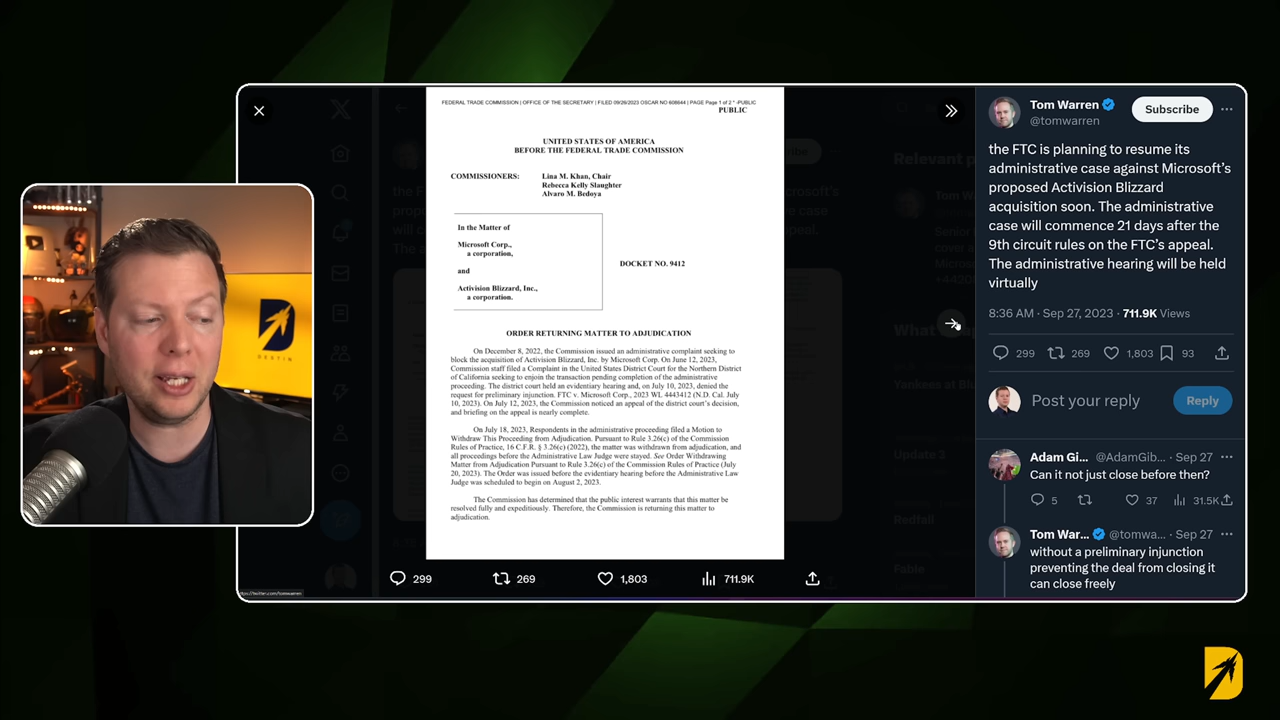 FEDERAL TRADE COMMISSION | OFFICE OF THE SECRETARY | FILED 09/26/2023 OSCAR NO 608644 | PAGE Page 1 of 2 * -PUBLIC
PUBLIC
UNITED STATES OF AMERICA
BEFORE THE FEDERAL TRADE COMMISSION
COMMISSIONERS: Lina M. Khan, Chair
Rebecca Kelly Slaughter
Alvaro M. Bedoya
In the Matter of
Microsoft Corp.,
a corporation,
and
Activision Blizzard, Inc.,
a corporation.
DOCKET NO. 9412
ORDER RETURNING MATTER TO ADJUDICATION
On December 8, 2022, the Commission issued an administrative complaint seeking to
block the acquisition of Activision Blizzard, Inc. by Microsoft Corp. On June 12, 2023,
Commission staff filed a Complaint in the United States District Court for the Northern District
of California seeking to enjoin the transaction pending completion of the administrative
proceeding. The district court held an evidentiary hearing and, on July 10, 2023, denied the
request for preliminary injunction. FTC v. Microsoft Corp., 2023 WL 4443412 (N.D. Cal. July
10, 2023). On July 12, 2023, the Commission noticed an appeal of the district court's decision,
and briefing on the appeal is nearly complete.
On July 18, 2023, Respondents in the administrative proceeding filed a Motion to
Withdraw This Proceeding from Adjudication. Pursuant to Rule 3.26(c) of the Commission
Rules of Practice, 16 C.F.R. § 3.26(c) (2022), the matter was withdrawn from adjudication, and
all proceedings before the Administrative Law Judge were stayed. See Order Withdrawing
Matter from Adjudication Pursuant to Rule 3.26(c) of the Commission Rules of Practice (July
20, 2023). The Order was issued before the evidentiary hearing before the Administrative Law
Judge was scheduled to begin on August 2, 2023.
The Commission has determined that the public interest warrants that this matter be
resolved fully and expeditiously. Therefore, the Commission is returning this matter to
adjudication.
299 269 1,803 711.9K
Tom Warren
@tomwarren
Subscribe
the FTC is planning to resume its
administrative case against Microsoft's
proposed Activision Blizzard
acquisition soon. The administrative
case will commence 21 days after the
9th circuit rules on the FTC's appeal.
The administrative hearing will be held
virtually
8:36 AM · Sep 27, 2023 · 711.9K Views
Post your reply
Reply
Adam Gi... @AdamGib... · Sep 27
Can they just close before then?
5 37 31.5K
Tom War... @tomwa... · Sep 27
without a preliminary injunction
preventing the deal from closing it
can close freely
DESTIN